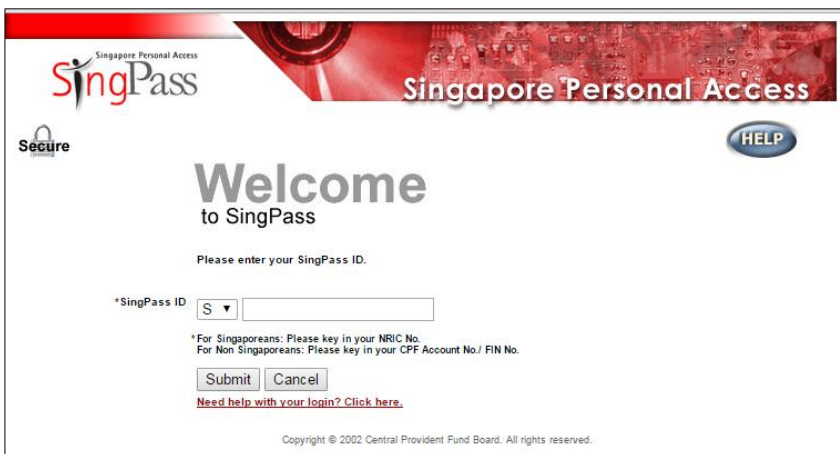 Singapore Personal Access
SingPass
Singapore Personal Access
Secure
HELP
Welcome
to SingPass
Please enter your SingPass ID.
*SingPass ID S ▼
*For Singaporeans: Please key in your NRIC No.
For Non Singaporeans: Please key in your CPF Account No./ FIN No.
Submit Cancel
Need help with your login? Click here.
Copyright © 2002 Central Provident Fund Board. All rights reserved.